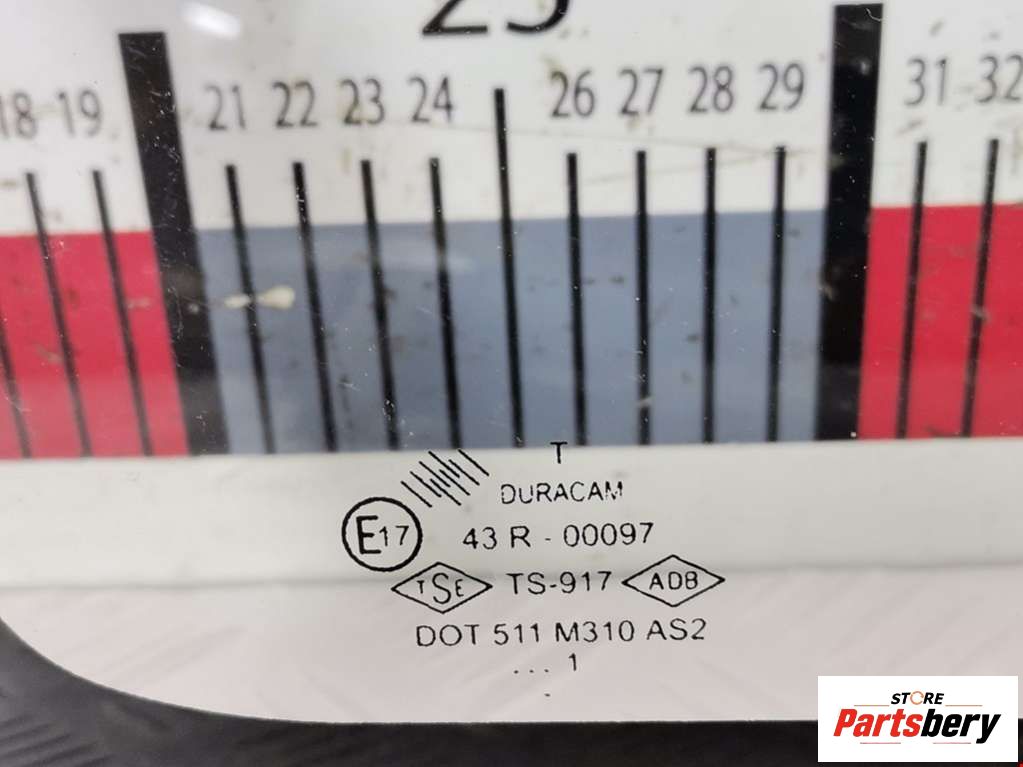 25
18 19 21 22 23 24 26 27 28 29 31 32
T
DURACAM
E17 43 R - 00097
TSE TS-917 ADB
DOT 511 M310 AS2
... 1
.
STORE
Partsbery